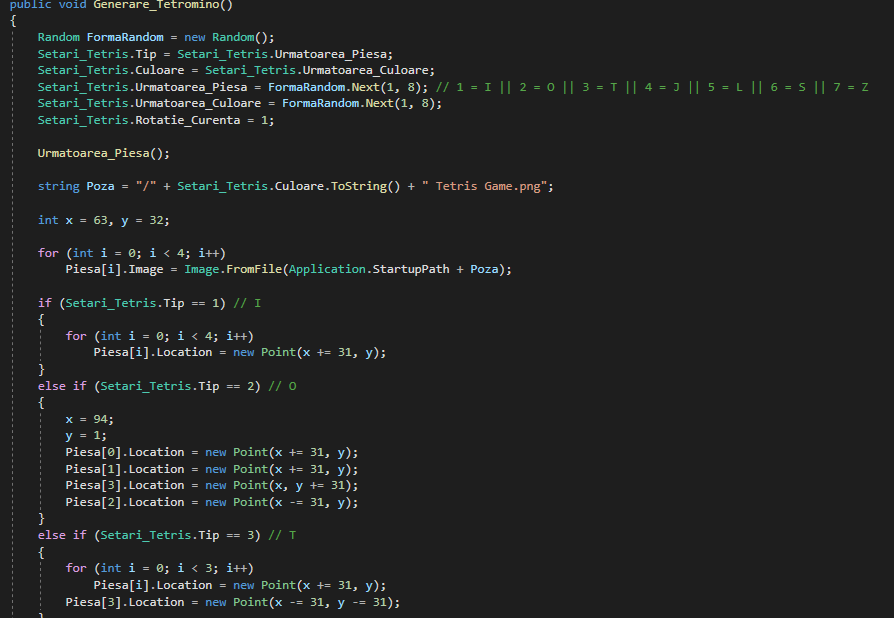 public void Generare_Tetromino()
{
Random FormaRandom = new Random();
Setari_Tetris.Tip = Setari_Tetris.Urmatoarea_Piesa;
Setari_Tetris.Culoare = Setari_Tetris.Urmatoarea_Culoare;
Setari_Tetris.Urmatoarea_Piesa = FormaRandom.Next(1, 8); // 1 = I || 2 = O || 3 = T || 4 = J || 5 = L || 6 = S || 7 = Z
Setari_Tetris.Urmatoarea_Culoare = FormaRandom.Next(1, 8);
Setari_Tetris.Rotatie_Curenta = 1;
Urmatoarea_Piesa();
string Poza = "/" + Setari_Tetris.Culoare.ToString() + " Tetris Game.png";
int x = 63, y = 32;
for (int i = 0; i < 4; i++)
Piesa[i].Image = Image.FromFile(Application.StartupPath + Poza);
if (Setari_Tetris.Tip == 1) // I
{
for (int i = 0; i < 4; i++)
Piesa[i].Location = new Point(x += 31, y);
}
else if (Setari_Tetris.Tip == 2) // O
{
x = 94;
y = 1;
Piesa[0].Location = new Point(x += 31, y);
Piesa[1].Location = new Point(x += 31, y);
Piesa[3].Location = new Point(x, y += 31);
Piesa[2].Location = new Point(x -= 31, y);
}
else if (Setari_Tetris.Tip == 3) // T
{
for (int i = 0; i < 3; i++)
Piesa[i].Location = new Point(x += 31, y);
Piesa[3].Location = new Point(x -= 31, y -= 31);
}